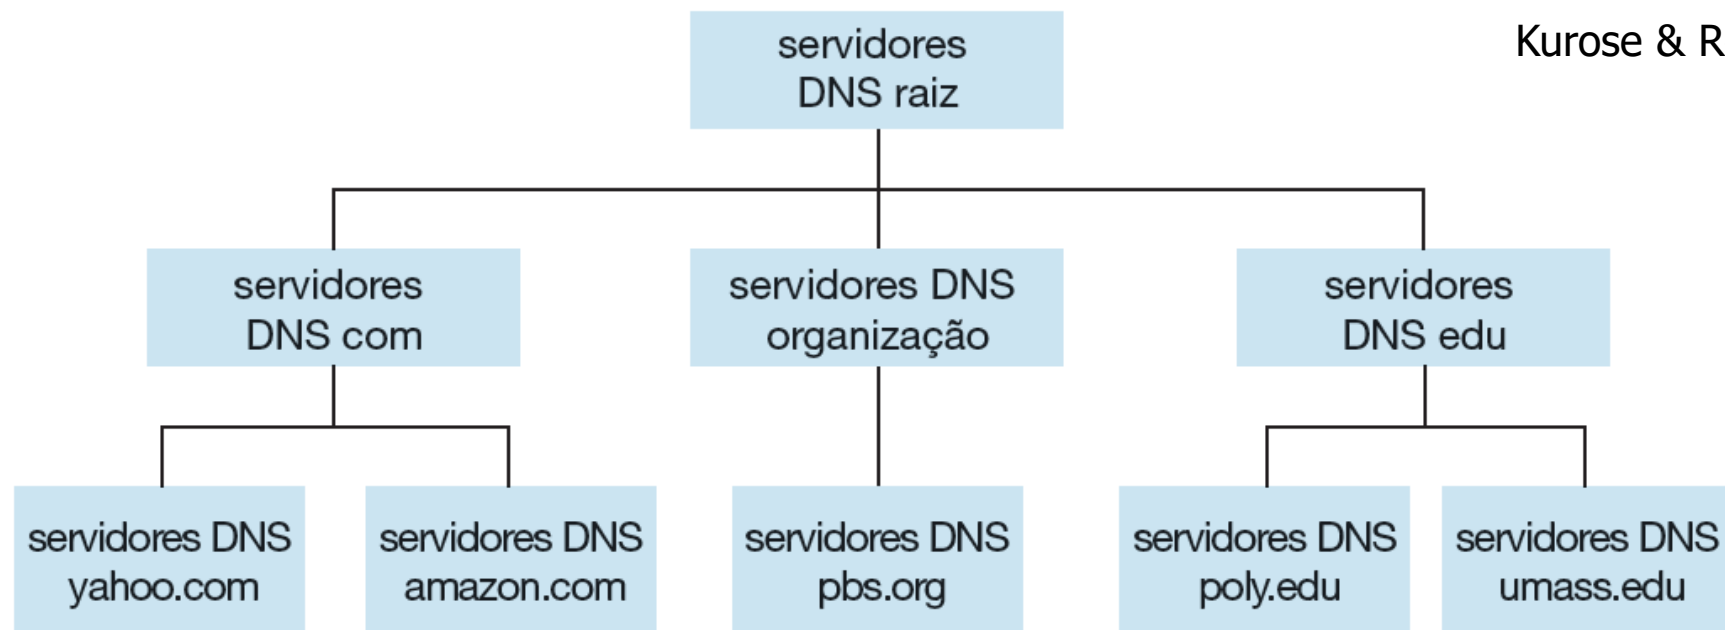 Kurose & R
servidores
DNS raiz
servidores
DNS com
servidores DNS
organização
servidores
DNS edu
servidores DNS
yahoo.com
servidores DNS
amazon.com
servidores DNS
pbs.org
servidores DNS
poly.edu
servidores DNS
umass.edu